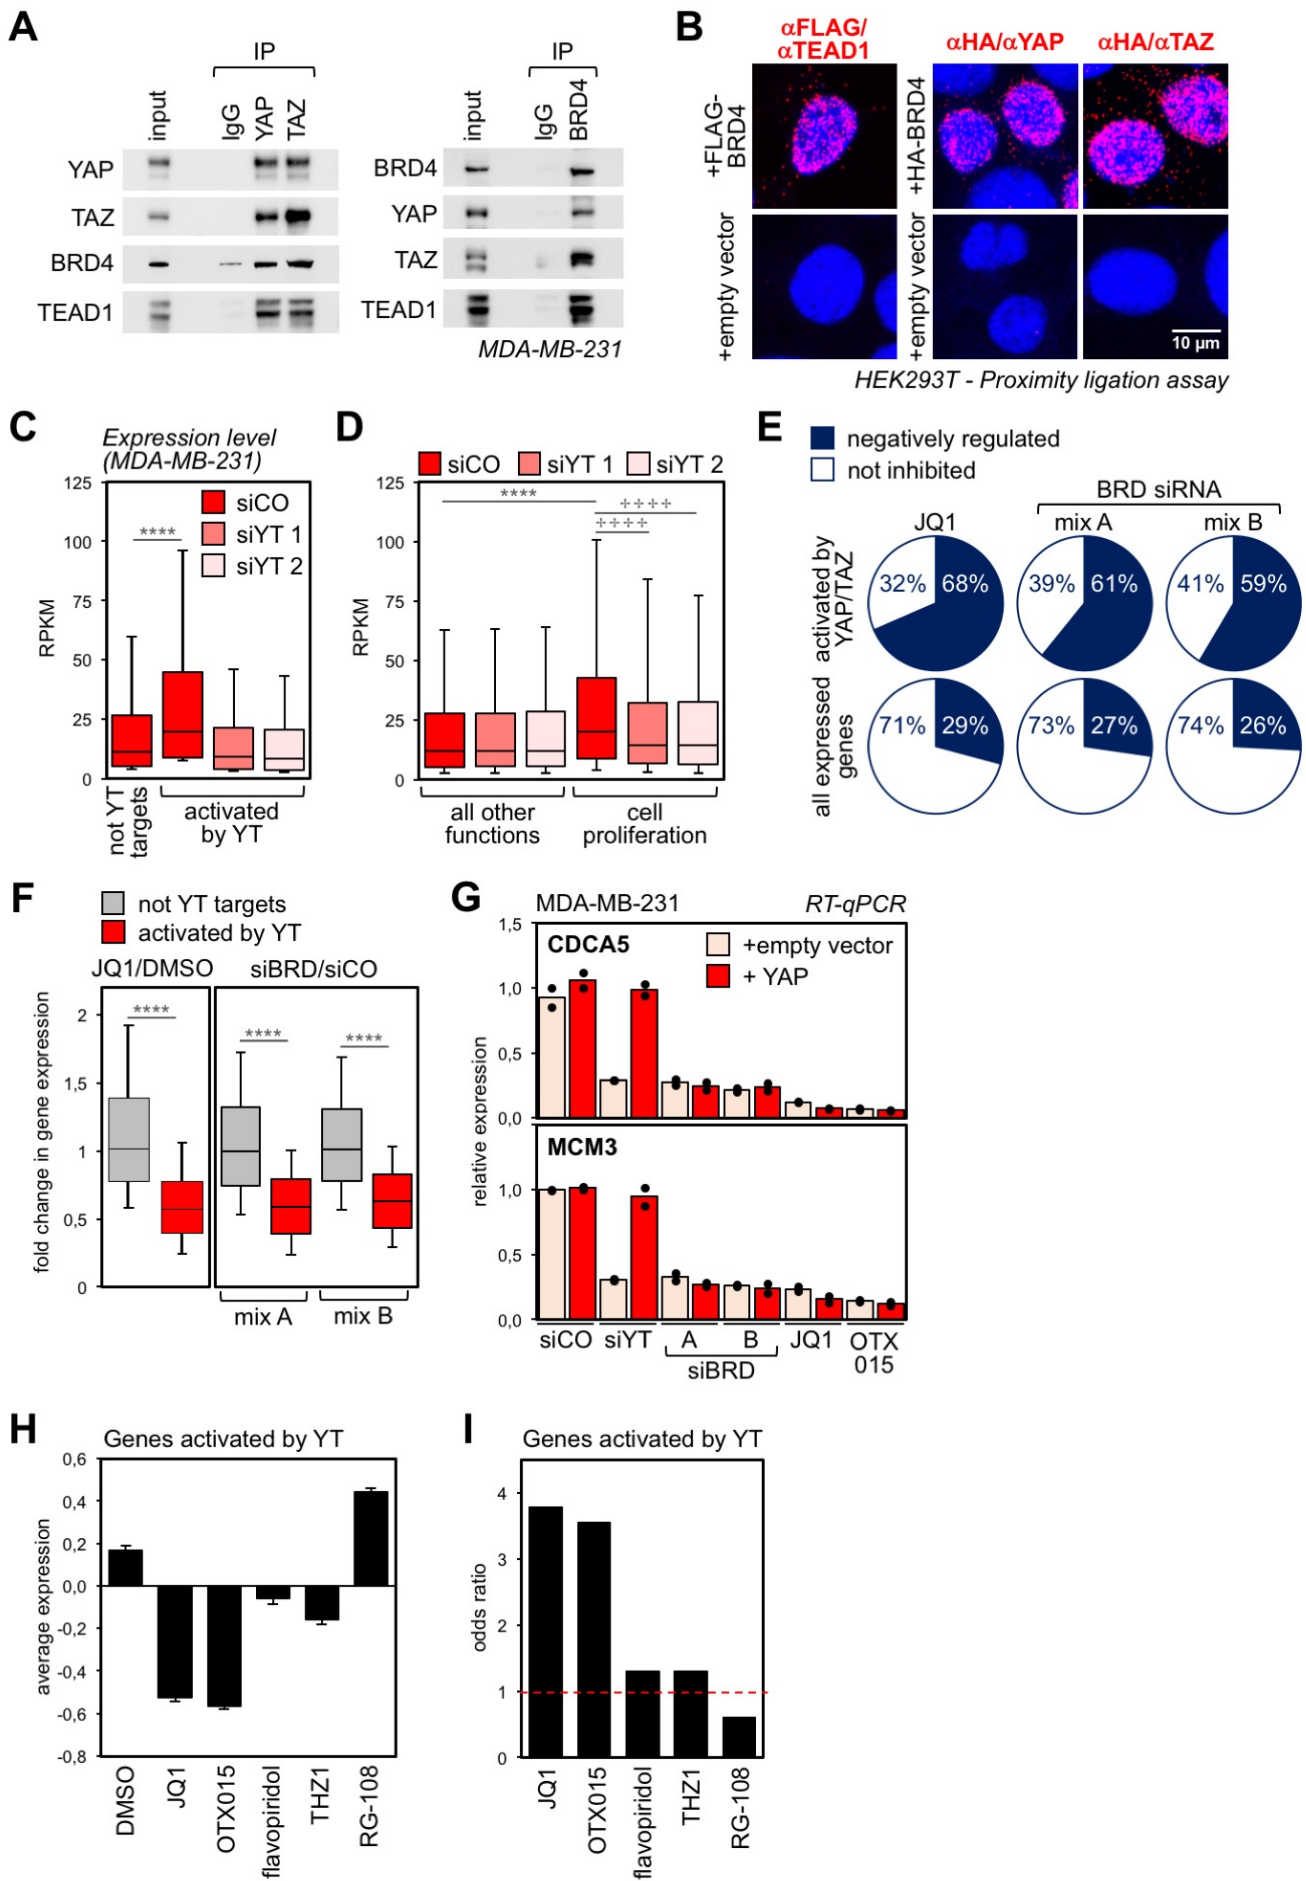 A
IP
IP
input
IgG
YAP
TAZ
input
IgG
BRD4
YAP
TAZ
BRD4
TEAD1
BRD4
YAP
TAZ
TEAD1
MDA-MB-231
B
αFLAG/
αTEAD1
αHA/αYAP
αHA/αTAZ
+FLAG-
BRD4
+HA-BRD4
+empty vector
+empty vector
10 µm
HEK293T - Proximity ligation assay
C
Expression level
(MDA-MB-231)
RPKM
125
100
75
50
25
0
****
siCO
siYT 1
siYT 2
not YT
targets
activated
by YT
D
siCO
siYT 1
siYT 2
RPKM
125
100
75
50
25
0
****
++++
++++
all other
functions
cell
proliferation
E
negatively regulated
not inhibited
BRD siRNA
JQ1
mix A
mix B
activated by
YAP/TAZ
32%
68%
39%
61%
41%
59%
all expressed
genes
71%
29%
73%
27%
74%
26%
F
not YT targets
activated by YT
JQ1/DMSO
siBRD/siCO
fold change in gene expression
2
1,5
1
0,5
0
****
****
****
mix A
mix B
G
MDA-MB-231
RT-qPCR
relative expression
1,5
1,0
0,5
0,0
CDCA5
+empty vector
+ YAP
MCM3
1,0
0,5
0,0
siCO
siYT
A
B
siBRD
JQ1
OTX
015
H
Genes activated by YT
average expression
0,6
0,4
0,2
0,0
-0,2
-0,4
-0,6
-0,8
DMSO
JQ1
OTX015
flavopiridol
THZ1
RG-108
I
Genes activated by YT
odds ratio
4
3
2
1
0
JQ1
OTX015
flavopiridol
THZ1
RG-108